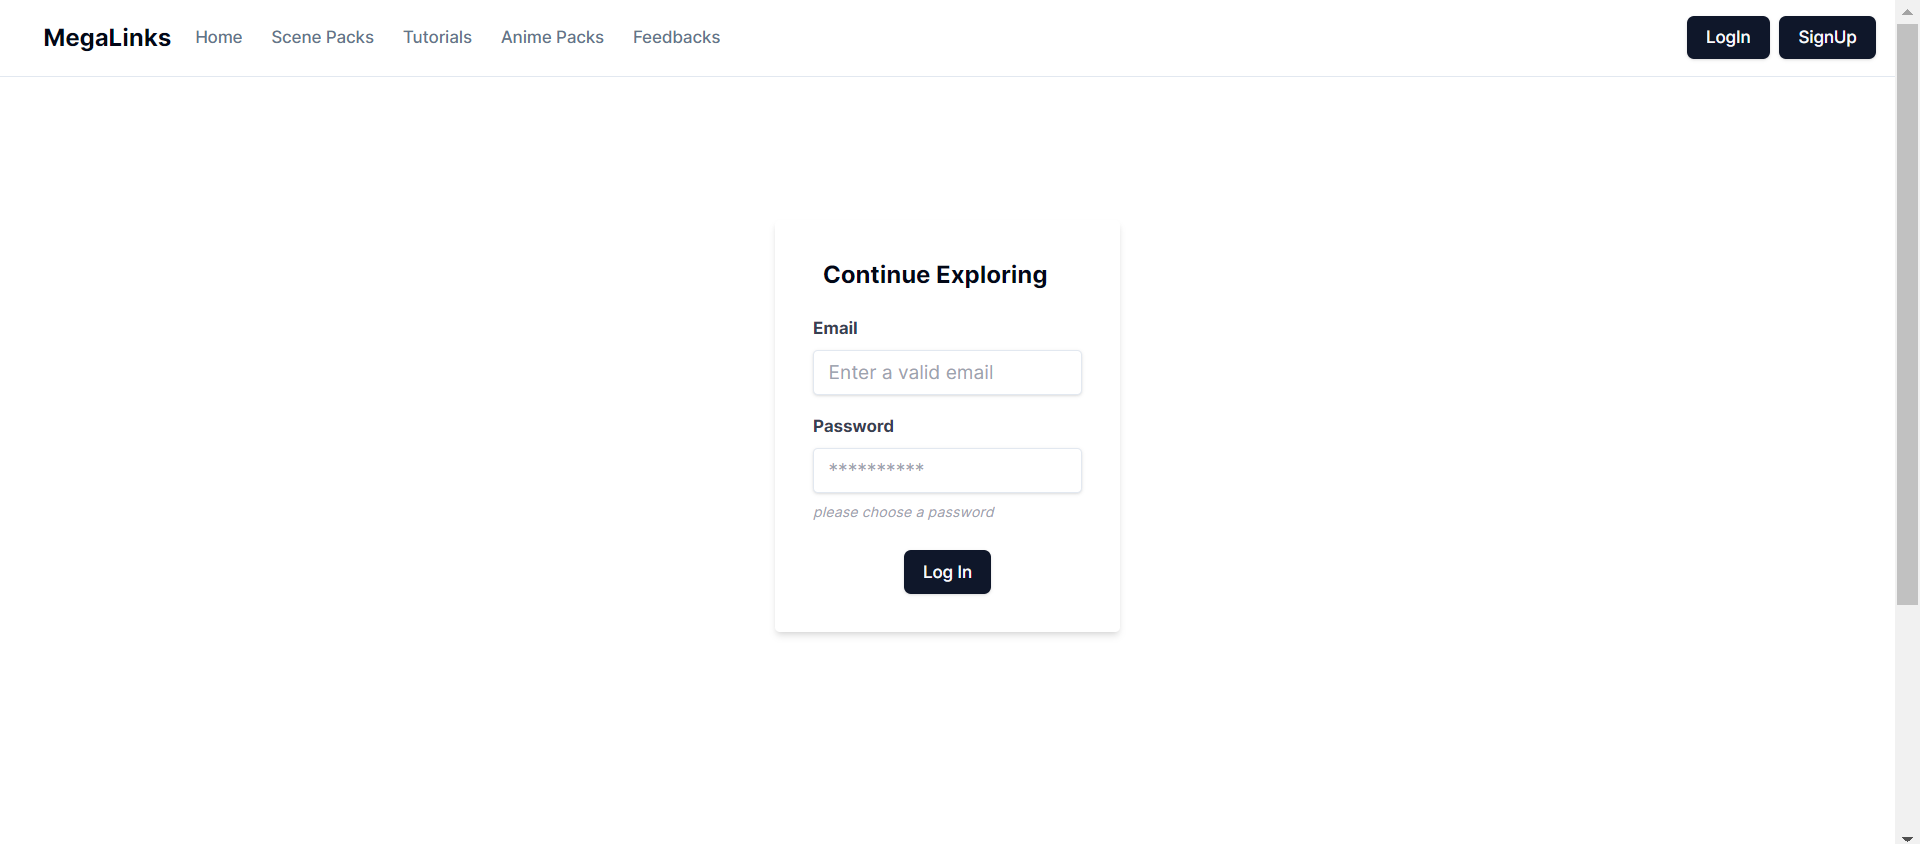 MegaLinks Home Scene Packs Tutorials Anime Packs Feedbacks LogIn SignUp
Continue Exploring
Email
Enter a valid email
Password
**********
please choose a password
Log In